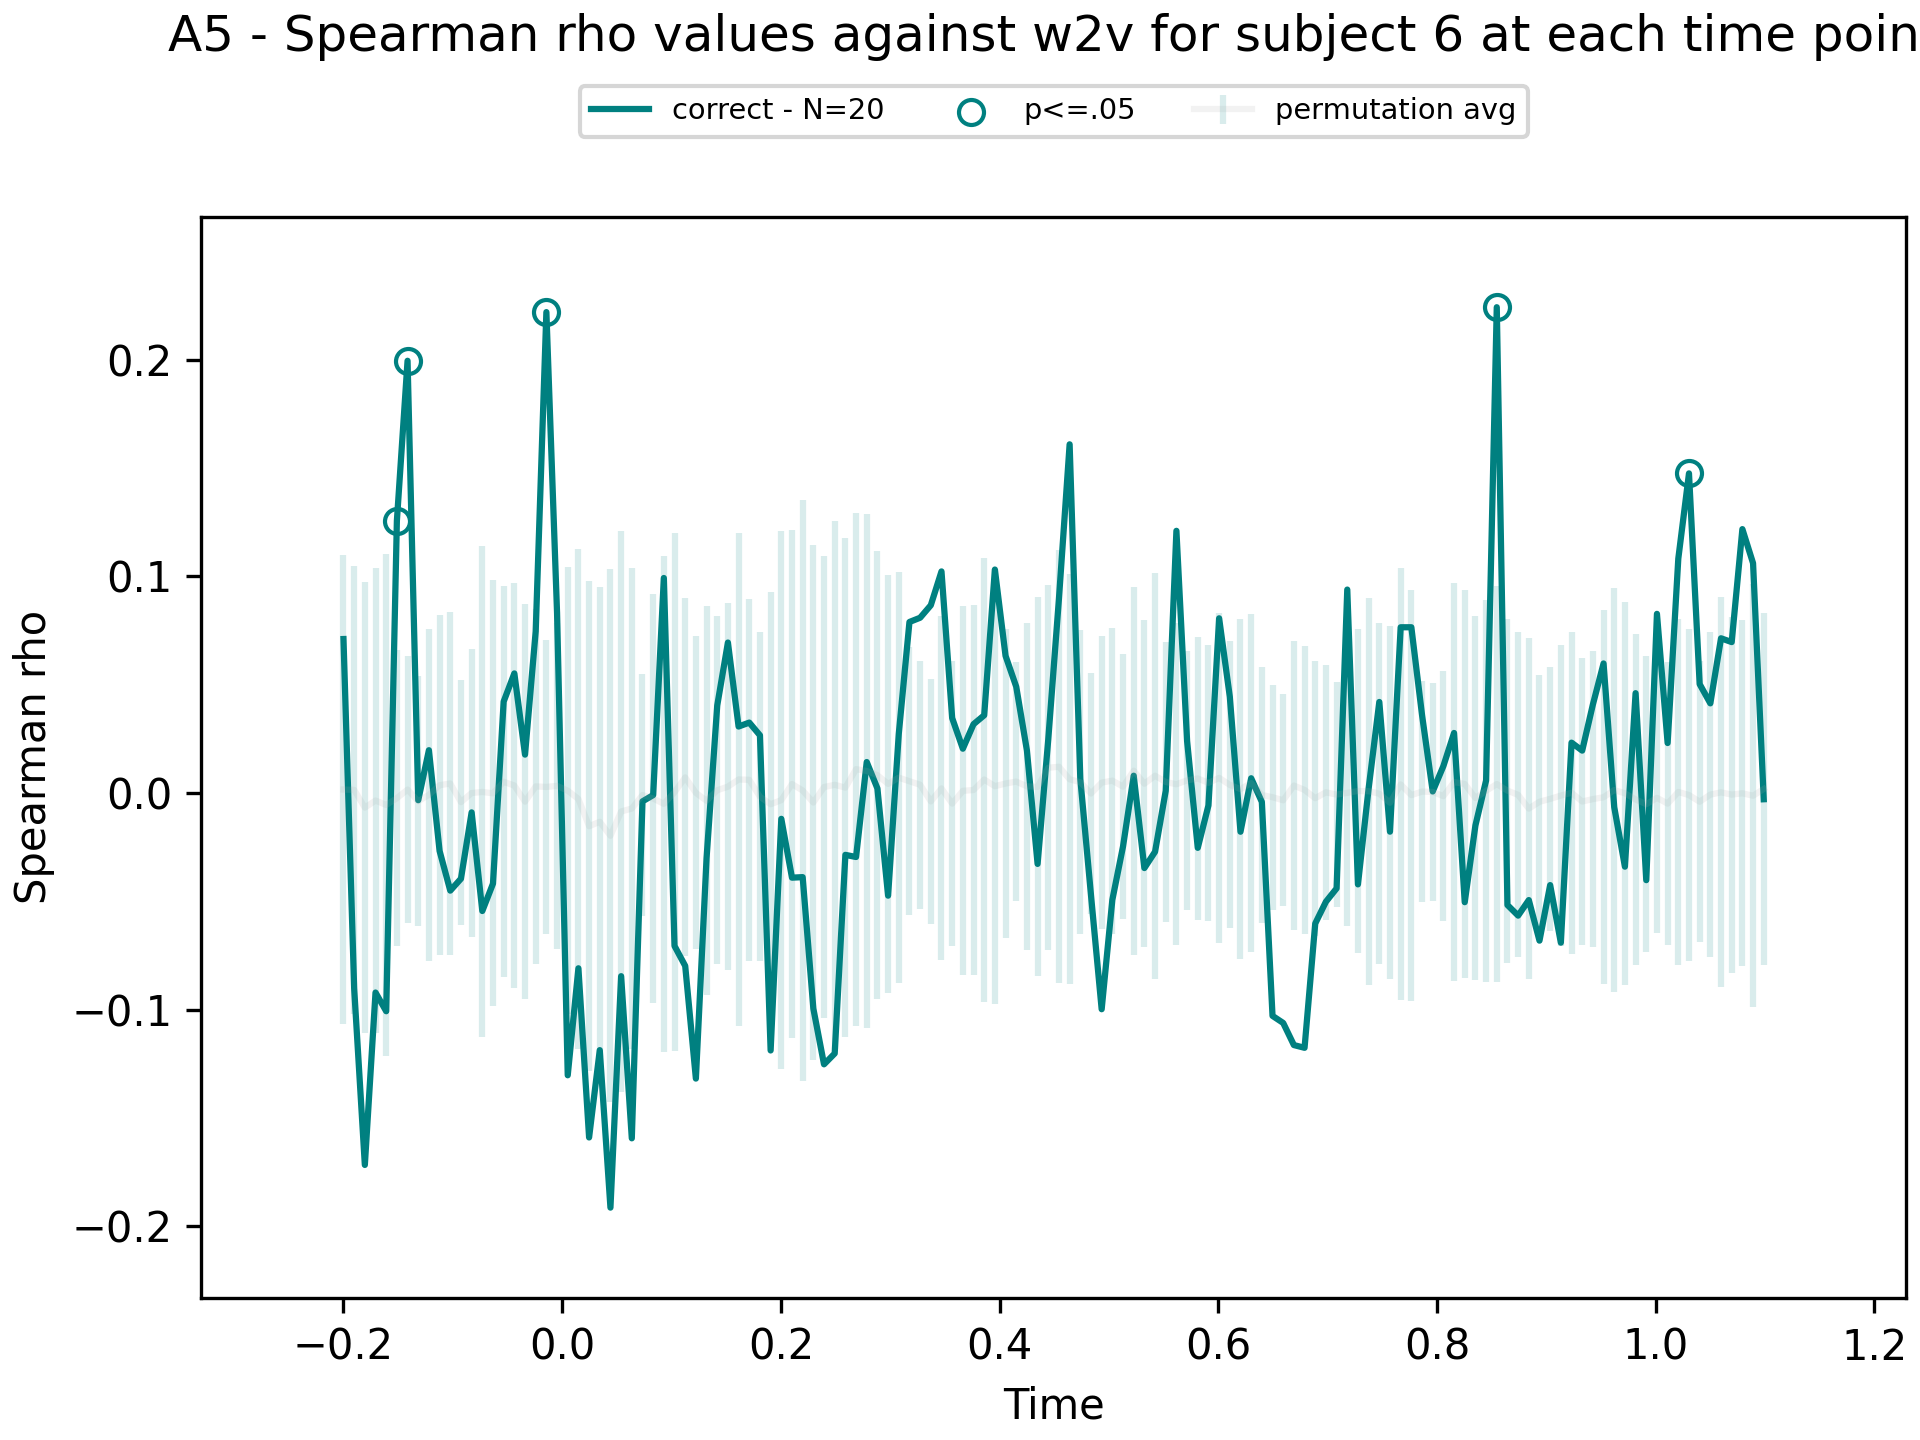 A5 - Spearman rho values against w2v for subject 6 at each time poin
correct - N=20 p<=.05 permutation avg
Spearman rho
0.2
0.1
0.0
−0.1
−0.2
−0.2 0.0 0.2 0.4 0.6 0.8 1.0 1.2
Time